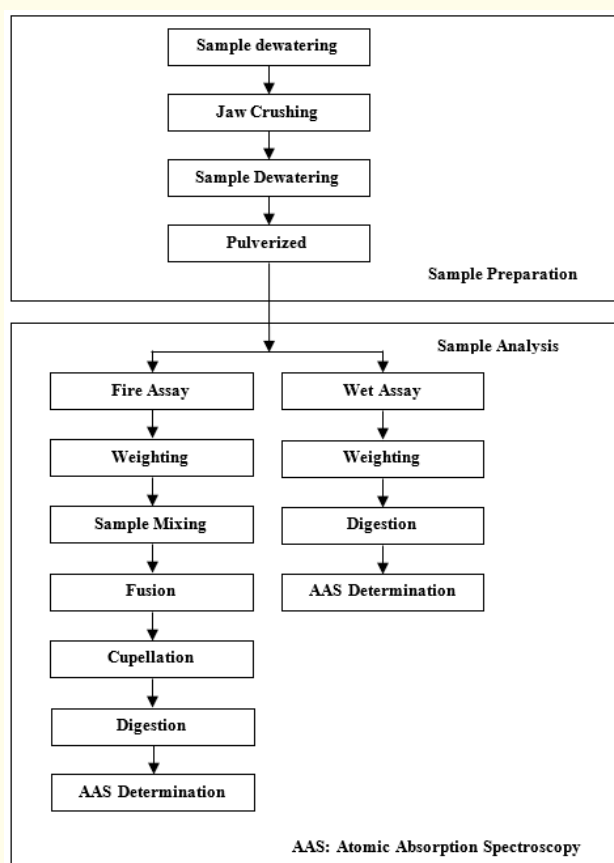 Sample dewatering
Jaw Crushing
Sample Dewatering
Pulverized
Sample Preparation
Sample Analysis
Fire Assay
Weighting
Sample Mixing
Fusion
Cupellation
Digestion
AAS Determination
Wet Assay
Weighting
Digestion
AAS Determination
AAS: Atomic Absorption Spectroscopy